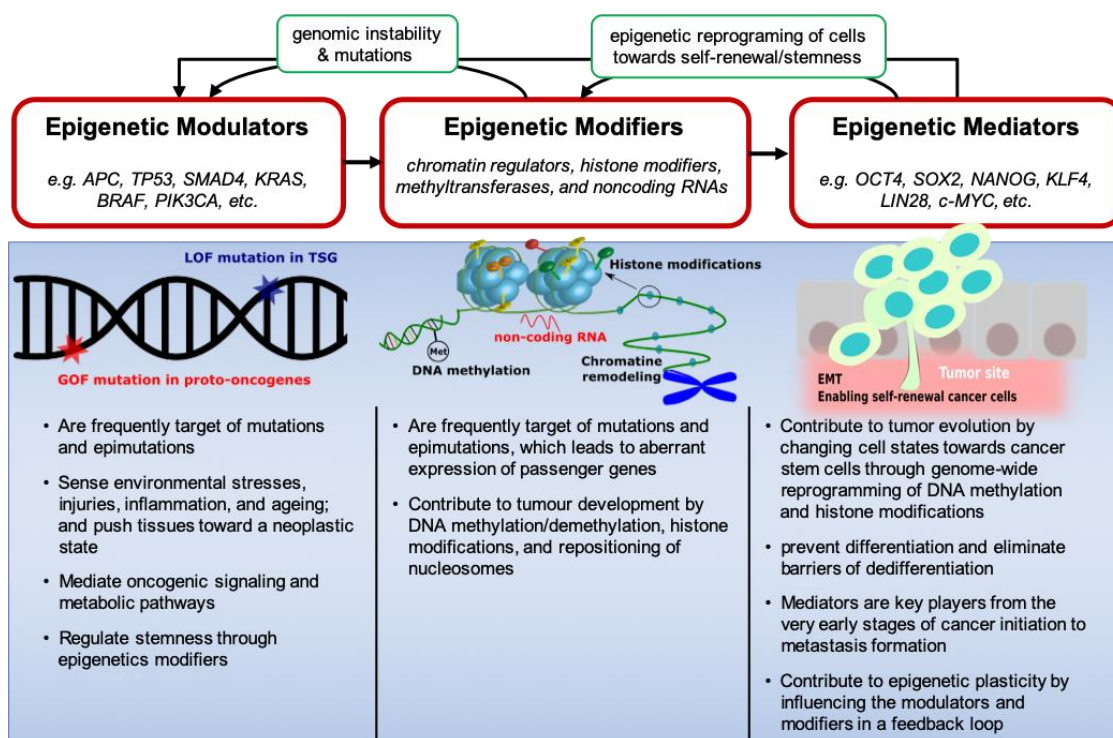 genomic instability
& mutations
epigenetic reprograming of cells
towards self-renewal/stemness
Epigenetic Modulators
e.g. APC, TP53, SMAD4, KRAS,
BRAF, PIK3CA, etc.
Epigenetic Modifiers
chromatin regulators, histone modifiers,
methyltransferases, and noncoding RNAs
Epigenetic Mediators
e.g. OCT4, SOX2, NANOG, KLF4,
LIN28, c-MYC, etc.
LOF mutation in TSG
GOF mutation in proto-oncogenes
Histone modifications
non-coding RNA
Met
DNA methylation
Chromatine
remodeling
Tumor site
EMT
Enabling self-renewal cancer cells
• Are frequently target of mutations
and epimutations
• Sense environmental stresses,
injuries, inflammation, and ageing;
and push tissues toward a neoplastic
state
• Mediate oncogenic signaling and
metabolic pathways
• Regulate stemness through
epigenetics modifiers
• Are frequently target of mutations and
epimutations, which leads to aberrant
expression of passenger genes
• Contribute to tumour development by
DNA methylation/demethylation, histone
modifications, and repositioning of
nucleosomes
• Contribute to tumor evolution by
changing cell states towards cancer
stem cells through genome-wide
reprogramming of DNA methylation
and histone modifications
• prevent differentiation and eliminate
barriers of dedifferentiation
• Mediators are key players from the
very early stages of cancer initiation to
metastasis formation
• Contribute to epigenetic plasticity by
influencing the modulators and
modifiers in a feedback loop